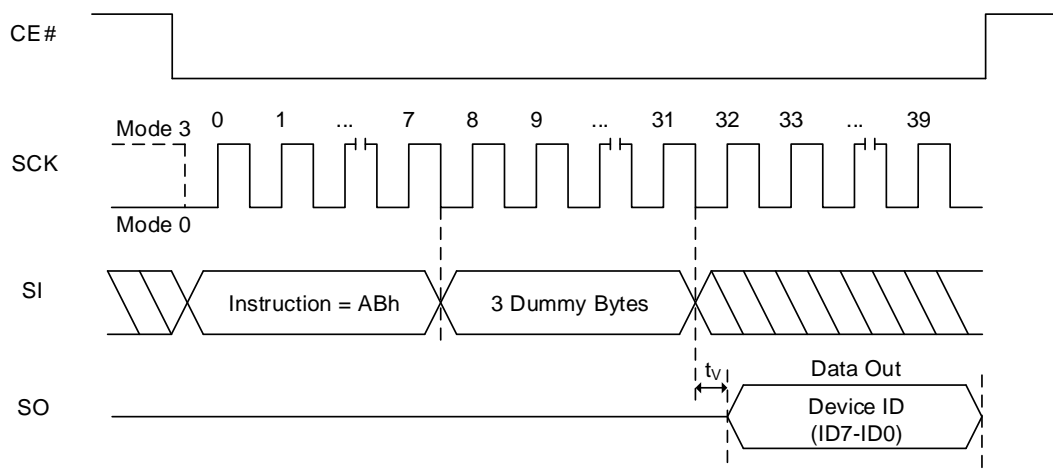 CE#
0 1 ... 7 8 9 ... 31 32 33 ... 39
Mode 3
SCK
Mode 0
SI
Instruction = ABh
3 Dummy Bytes
tV
Data Out
SO
Device ID
(ID7-ID0)